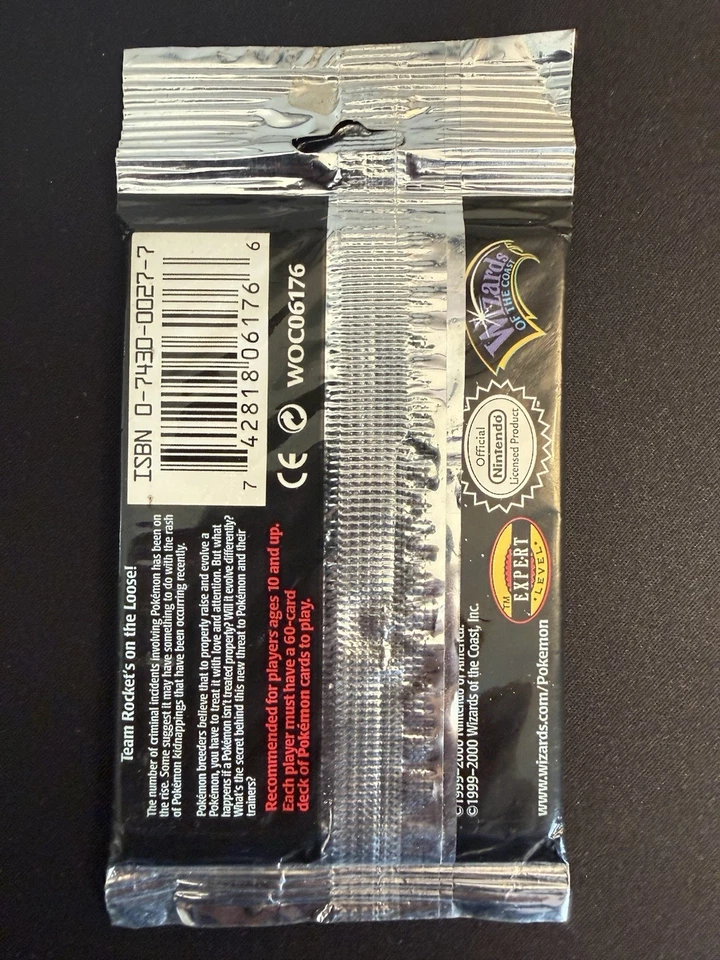 Team Rocket's on the Loose!
The number of criminal incidents involving Pokémon has been on
the rise. Some suggest it may have something to do with the rash
of Pokémon kidnappings that have been occurring recently.
Pokémon breeders believe that to properly raise and evolve a
Pokémon, you have to treat it with love and attention. But what
happens if a Pokémon isn't treated properly? Will it evolve differently?
What's the secret behind this new threat to Pokémon and their
trainers?
Recommended for players ages 10 and up.
Each player must have a 60-card
deck of Pokémon cards to play.
ISBN 0-7430-0027-7
7 42818 06176 6
CE WOC06176
©1999–2000 Nintendo of America.
©1999–2000 Wizards of the Coast, Inc.
www.wizards.com/Pokemon
TM
EXPERT
LEVEL
Official
Nintendo
Licensed Product
Wizards
OF THE COAST